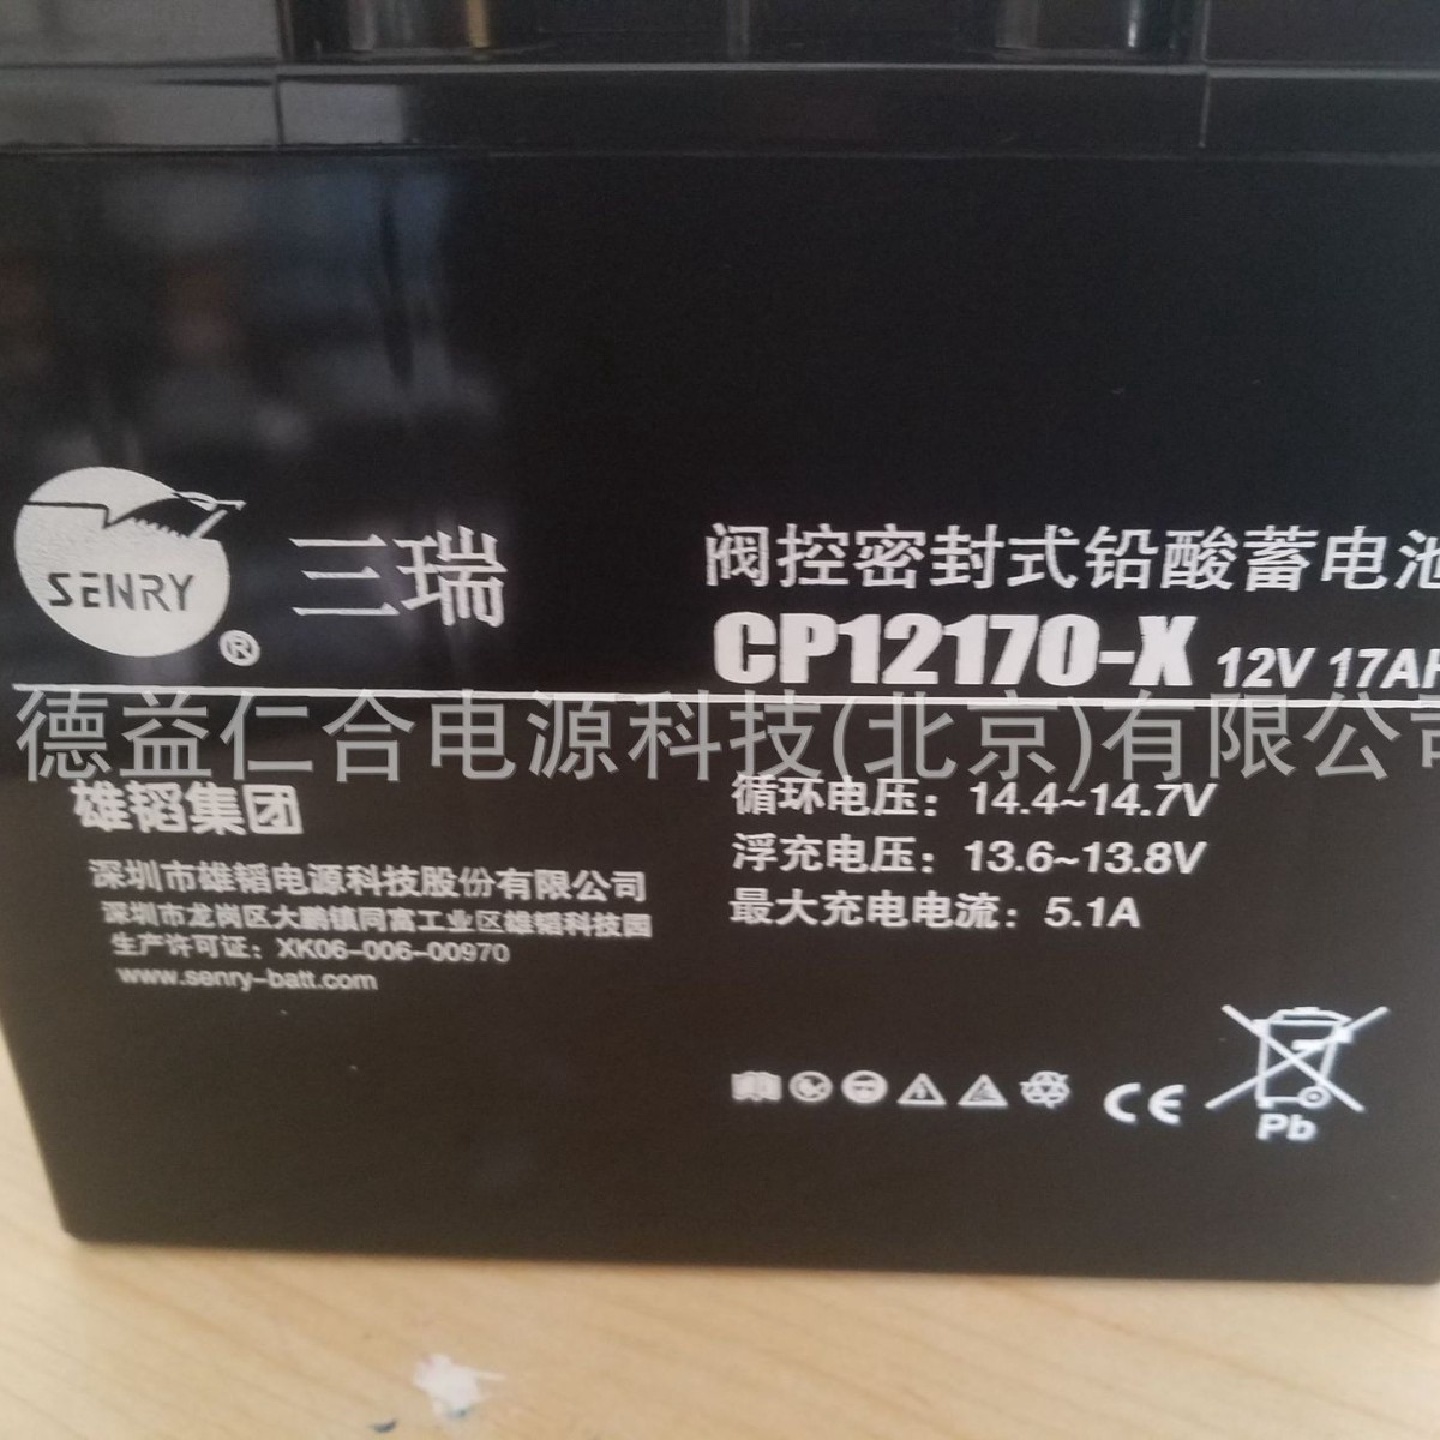 SENRY
®
三瑞
阀控密封式铅酸蓄电池
CP12170-X 12V 17AH
德益仁合电源科技(北京)有限公司
雄韬集团
深圳市雄韬电源科技股份有限公司
深圳市龙岗区大鹏镇同富工业区雄韬科技园
生产许可证：XK06-006-00970
www.senry-batt.com
循环电压：14.4~14.7V
浮充电压：13.6~13.8V
最大充电电流：5.1A
CE
Pb